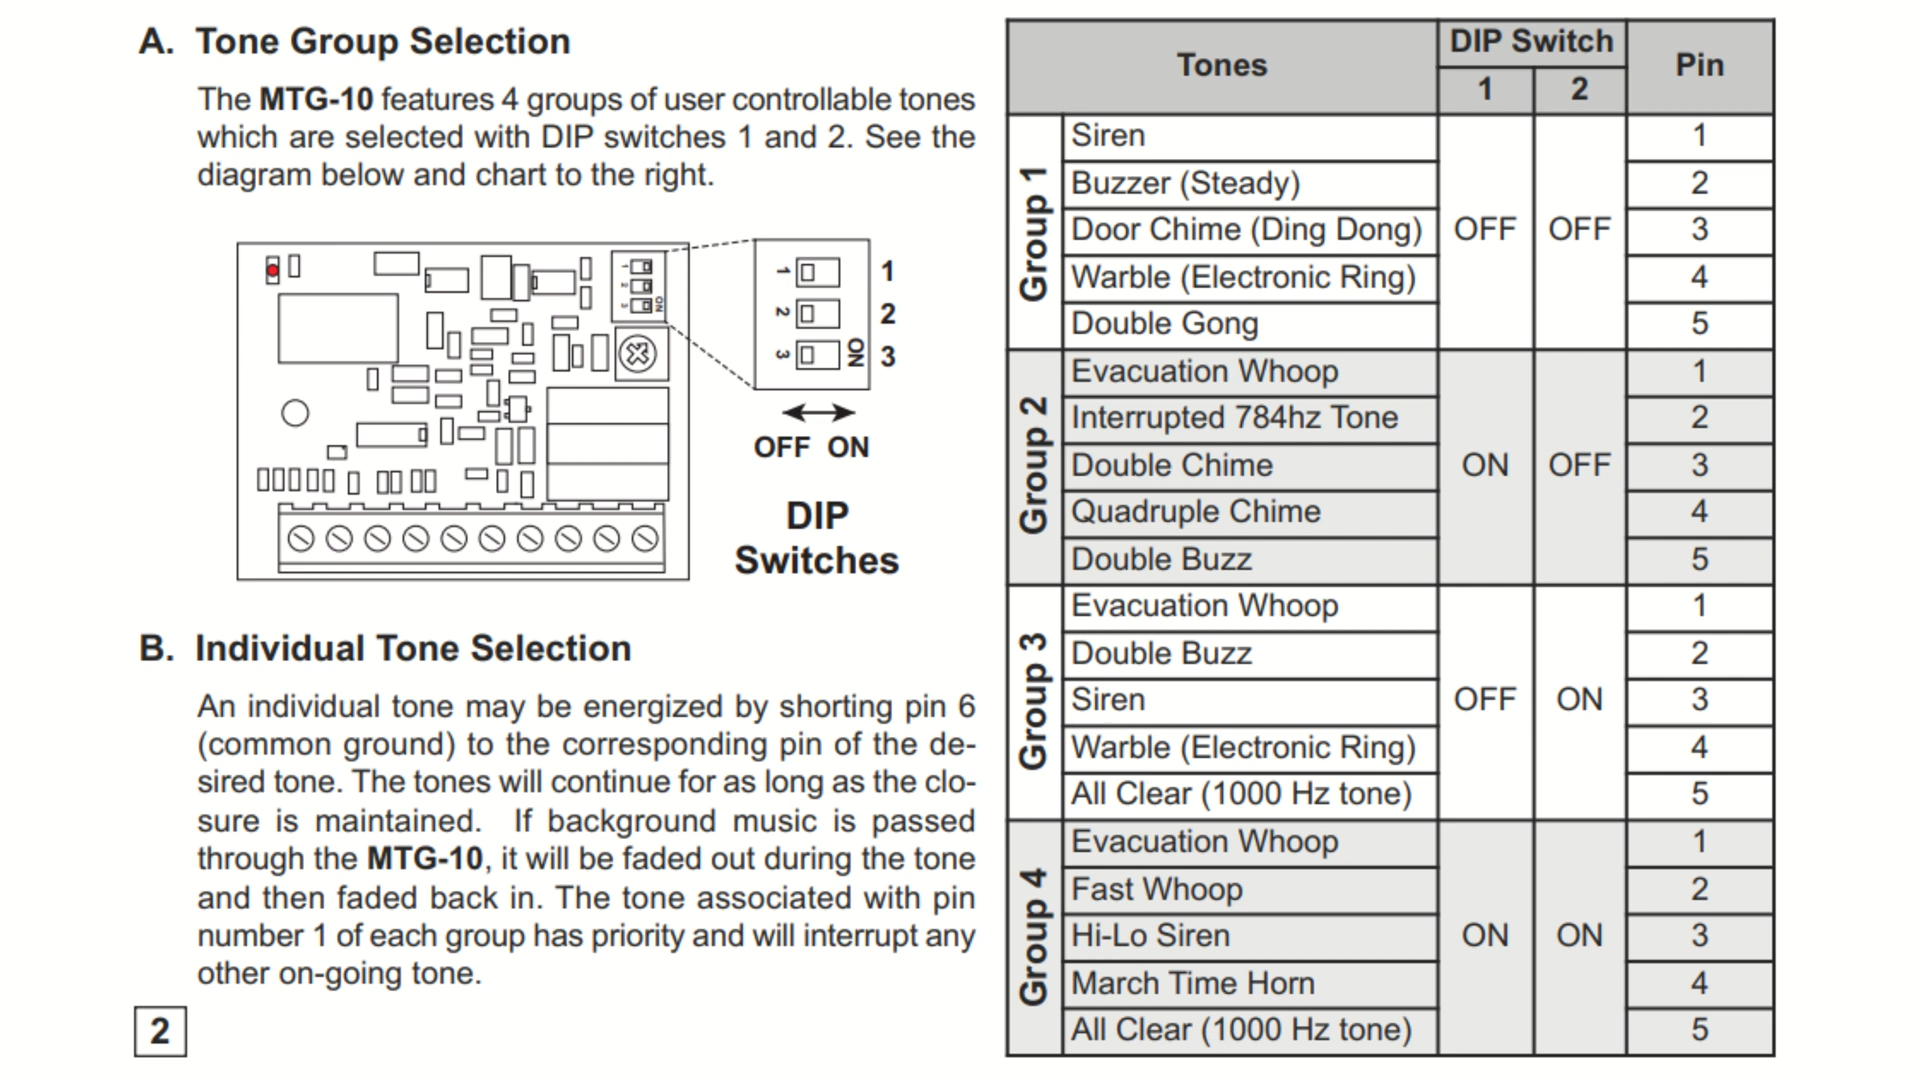 A. Tone Group Selection
The MTG-10 features 4 groups of user controllable tones
which are selected with DIP switches 1 and 2. See the
diagram below and chart to the right.
1
2
3
ON
1
2
3
ON
1
2
3
OFF ON
DIP
Switches
B. Individual Tone Selection
An individual tone may be energized by shorting pin 6
(common ground) to the corresponding pin of the de-
sired tone. The tones will continue for as long as the clo-
sure is maintained. If background music is passed
through the MTG-10, it will be faded out during the tone
and then faded back in. The tone associated with pin
number 1 of each group has priority and will interrupt any
other on-going tone.
2
Tones DIP Switch Pin
1 2
Group 1
Siren 1
Buzzer (Steady) 2
Door Chime (Ding Dong) OFF OFF 3
Warble (Electronic Ring) 4
Double Gong 5
Group 2
Evacuation Whoop 1
Interrupted 784hz Tone 2
Double Chime ON OFF 3
Quadruple Chime 4
Double Buzz 5
Group 3
Evacuation Whoop 1
Double Buzz 2
Siren OFF ON 3
Warble (Electronic Ring) 4
All Clear (1000 Hz tone) 5
Group 4
Evacuation Whoop 1
Fast Whoop 2
Hi-Lo Siren ON ON 3
March Time Horn 4
All Clear (1000 Hz tone) 5